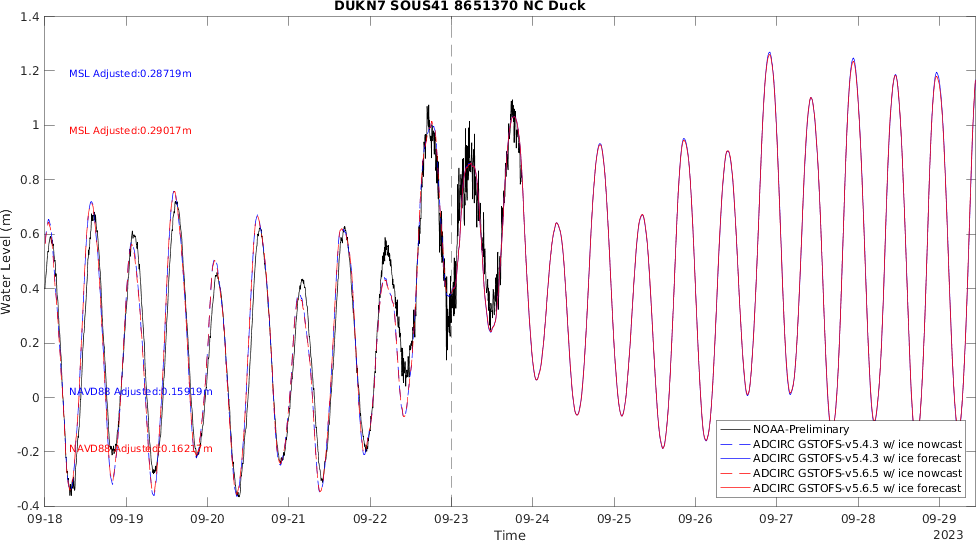 DUKN7 SOUS41 8651370 NC Duck
1.4
1.2
1
0.8
0.6
0.4
0.2
0
-0.2
-0.4
Water Level (m)
MSL Adjusted:0.28719m
MSL Adjusted:0.29017m
NAVD88 Adjusted:0.15919m
NAVD88 Adjusted:0.16217m
NOAA-Preliminary
ADCIRC GSTOFS-v5.4.3 w/ ice nowcast
ADCIRC GSTOFS-v5.4.3 w/ ice forecast
ADCIRC GSTOFS-v5.6.5 w/ ice nowcast
ADCIRC GSTOFS-v5.6.5 w/ ice forecast
09-18 09-19 09-20 09-21 09-22 09-23 09-24 09-25 09-26 09-27 09-28 09-29
Time
2023